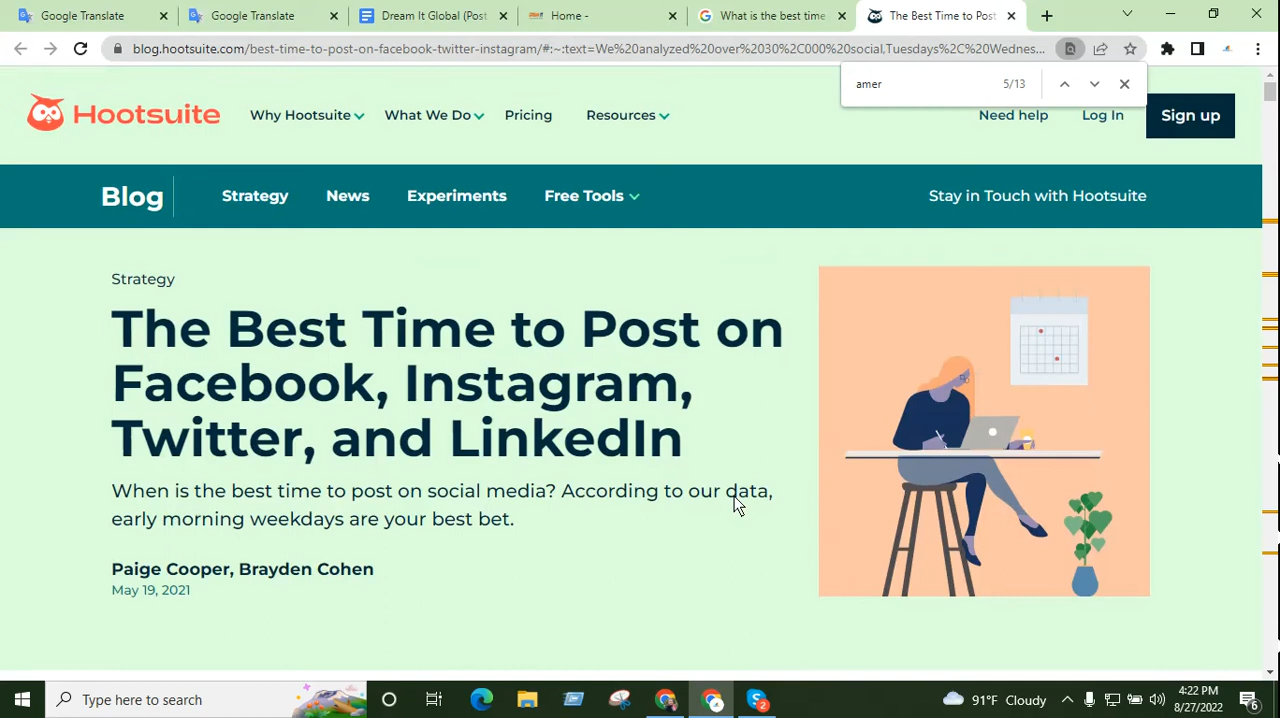 Google Translate
Google Translate
Dream It Global (Post
Home -
What is the best time
The Best Time to Post
blog.hootsuite.com/best-time-to-post-on-facebook-twitter-instagram/#:~:text=We%20analyzed%20over%2030%2C000%20social,Tuesdays%2C%20Wednes...
amer 5/13
Hootsuite
Why Hootsuite What We Do Pricing Resources
Need help Log In Sign up
Blog Strategy News Experiments Free Tools Stay in Touch with Hootsuite
Strategy
The Best Time to Post on
Facebook, Instagram,
Twitter, and LinkedIn
When is the best time to post on social media? According to our data,
early morning weekdays are your best bet.
Paige Cooper, Brayden Cohen
May 19, 2021
Type here to search
2
91°F Cloudy
4:22 PM
8/27/2022
6